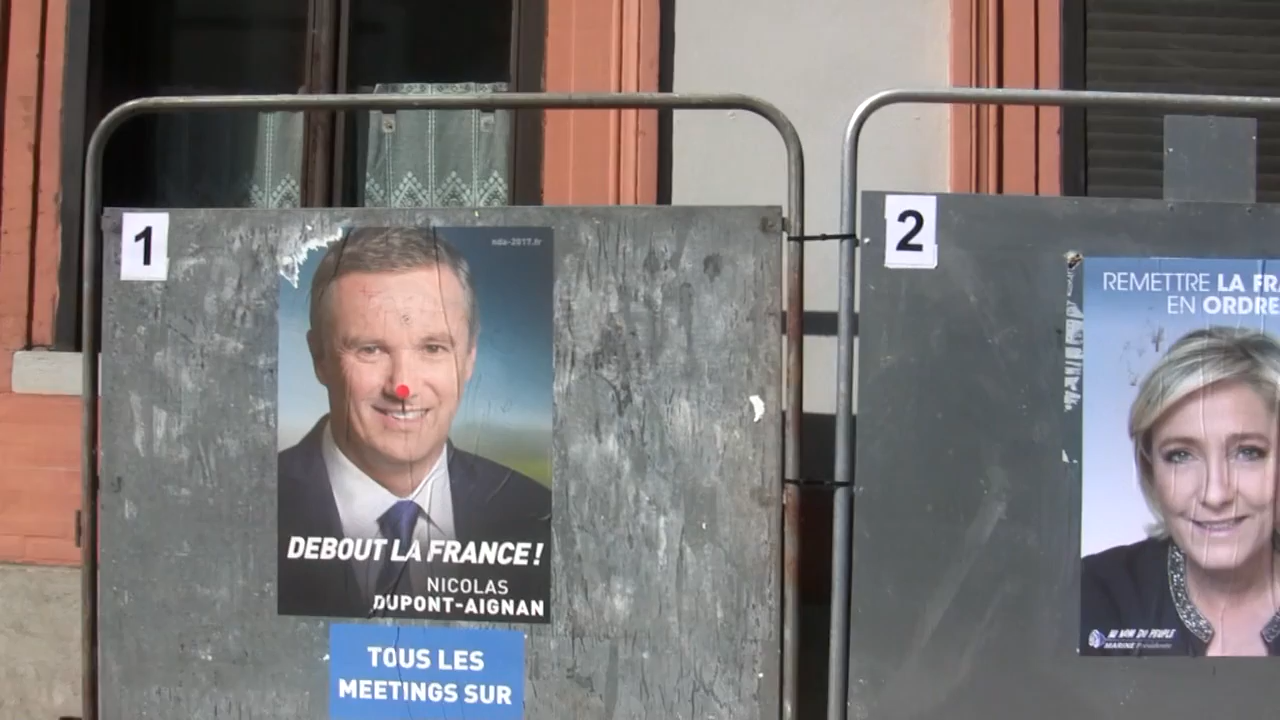 1
nda-2017.fr
DEBOUT LA FRANCE !
NICOLAS
DUPONT-AIGNAN
TOUS LES
MEETINGS SUR
2
REMETTRE LA FRA
EN ORDRE
AU NOM DU PEUPLE
MARINE Présidente